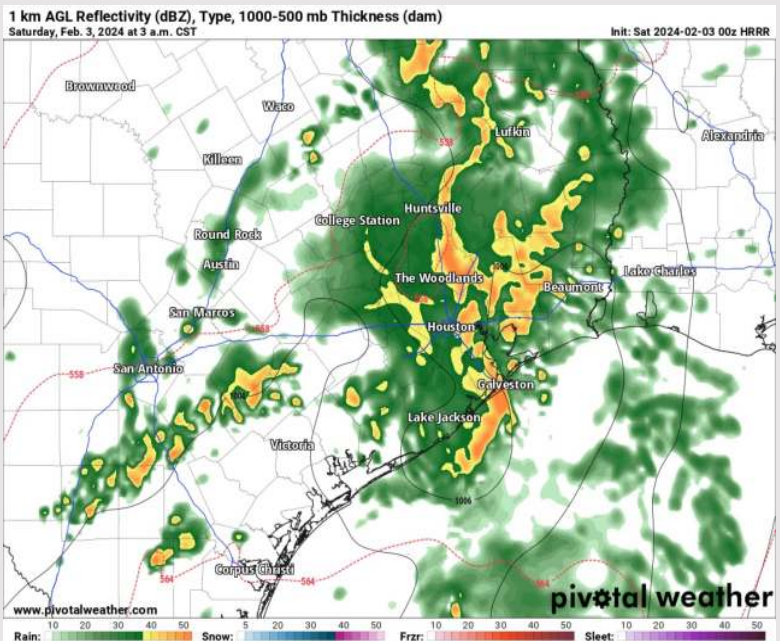 1 km AGL Reflectivity (dBZ), Type, 1000-500 mb Thickness (dam)
Saturday, Feb. 3, 2024 at 3 a.m. CST
Init: Sat 2024-02-03 00z HRRR
Brownwood
Waco
Lufkin
Alexandria
558
Killeen
Huntsville
College Station
Round Rock
Austin
The Woodlands
Lake Charles
Beaumont
San Marcos
Houston
558
San Antonio
Galveston
Lake Jackson
Victoria
1006
Corpus Christi
564
564
564
pivotal weather
www.pivotalweather.com
Rain: 10 20 30 40 50 Snow: 5 10 20 30 40 50 Frzr: 10 20 30 40 50 Sleet: 10 20 30 40 50